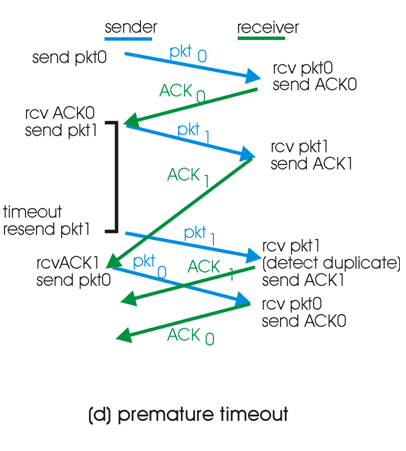 sender
receiver
send pkt0
pkt 0
rcv pkt0
send ACK0
ACK 0
rcv ACK0
send pkt1
pkt 1
rcv pkt1
send ACK1
ACK 1
timeout
resend pkt1
pkt 1
rcv pkt1
(detect duplicate)
send ACK1
rcvACK1
send pkt0
pkt 0
ACK 1
rcv pkt0
send ACK0
ACK 0
(d) premature timeout